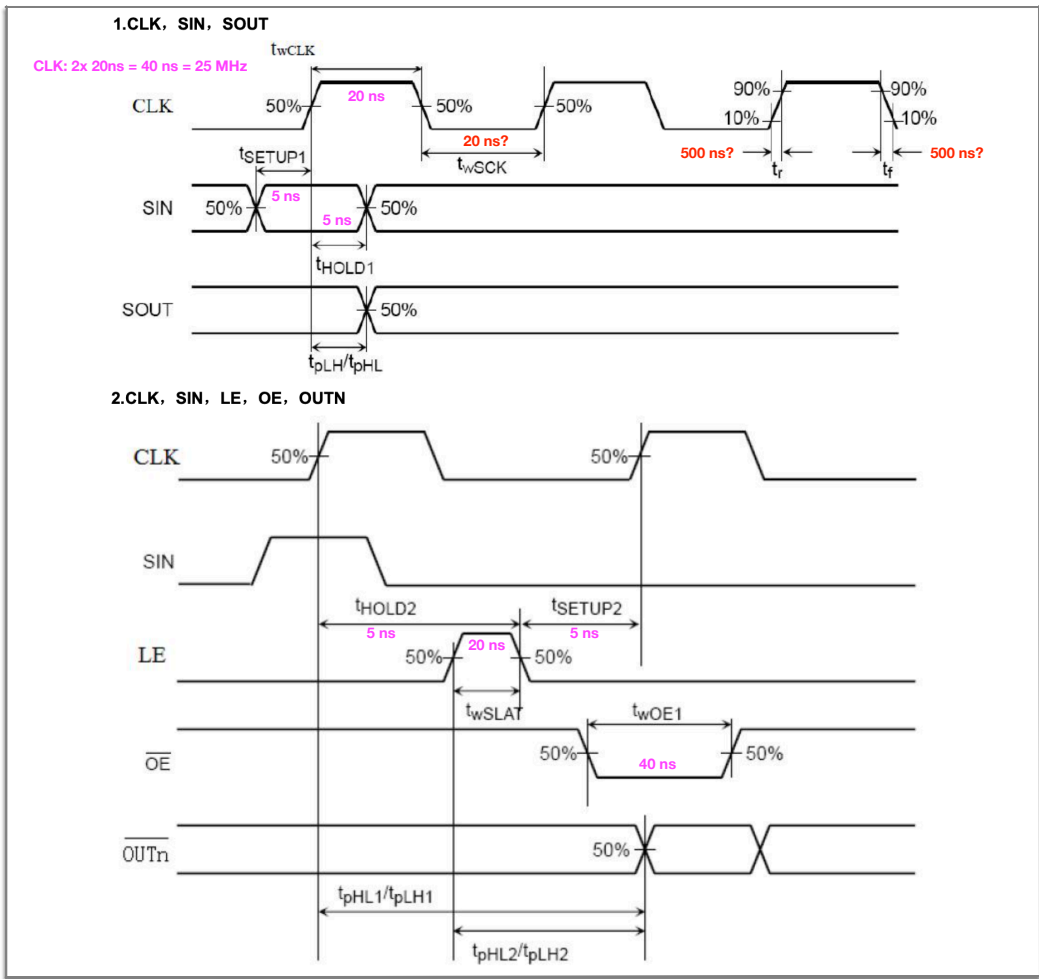 1.CLK， SIN， SOUT
twCLK
CLK: 2x 20ns = 40 ns = 25 MHz
20 ns
90% 90%
CLK 50% 50% 50%
10% 10%
20 ns?
tSETUP1 twSCK 500 ns? tr tf 500 ns?
5 ns
SIN 50% 50%
5 ns
tHOLD1
SOUT 50%
tpLH/tpHL
2.CLK， SIN， LE， OE， OUTN
CLK 50% 50%
SIN
tHOLD2 tSETUP2
5 ns 5 ns
20 ns
LE 50% 50%
twSLAT twOE1
OE 50% 50%
40 ns
OUTn 50%
tpHL1/tpLH1
tpHL2/tpLH2